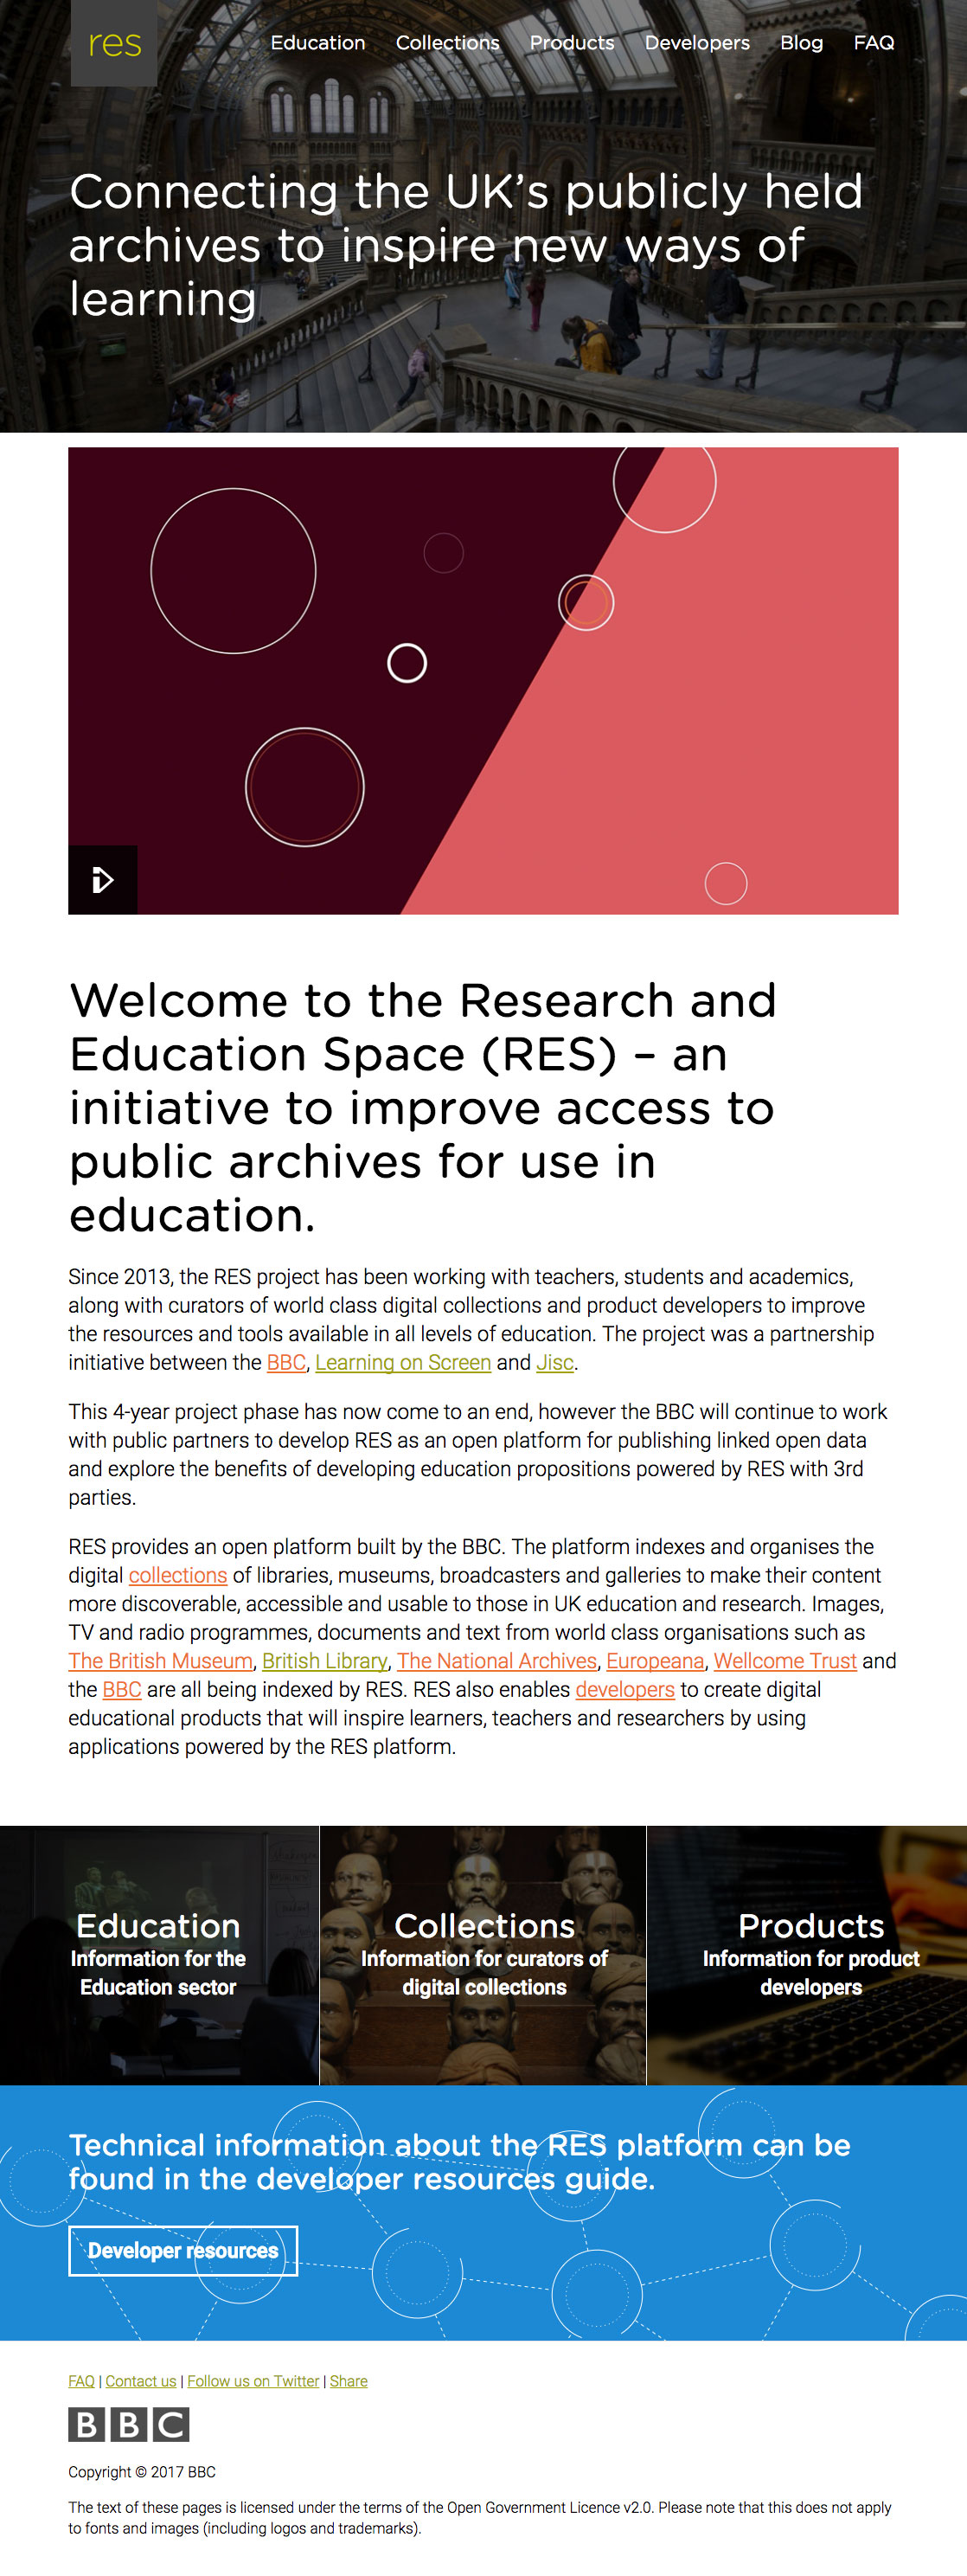 res
Education Collections Products Developers Blog FAQ
Connecting the UK’s publicly held
archives to inspire new ways of
learning
Welcome to the Research and
Education Space (RES) – an
initiative to improve access to
public archives for use in
education.
Since 2013, the RES project has been working with teachers, students and academics,
along with curators of world class digital collections and product developers to improve
the resources and tools available in all levels of education. The project was a partnership
initiative between the BBC, Learning on Screen and Jisc.
This 4-year project phase has now come to an end, however the BBC will continue to work
with public partners to develop RES as an open platform for publishing linked open data
and explore the benefits of developing education propositions powered by RES with 3rd
parties.
RES provides an open platform built by the BBC. The platform indexes and organises the
digital collections of libraries, museums, broadcasters and galleries to make their content
more discoverable, accessible and usable to those in UK education and research. Images,
TV and radio programmes, documents and text from world class organisations such as
The British Museum, British Library, The National Archives, Europeana, Wellcome Trust and
the BBC are all being indexed by RES. RES also enables developers to create digital
educational products that will inspire learners, teachers and researchers by using
applications powered by the RES platform.
Education
Information for the
Education sector
Collections
Information for curators of
digital collections
Products
Information for product
developers
Technical information about the RES platform can be
found in the developer resources guide.
Developer resources
FAQ | Contact us | Follow us on Twitter | Share
BBC
Copyright © 2017 BBC
The text of these pages is licensed under the terms of the Open Government Licence v2.0. Please note that this does not apply
to fonts and images (including logos and trademarks).